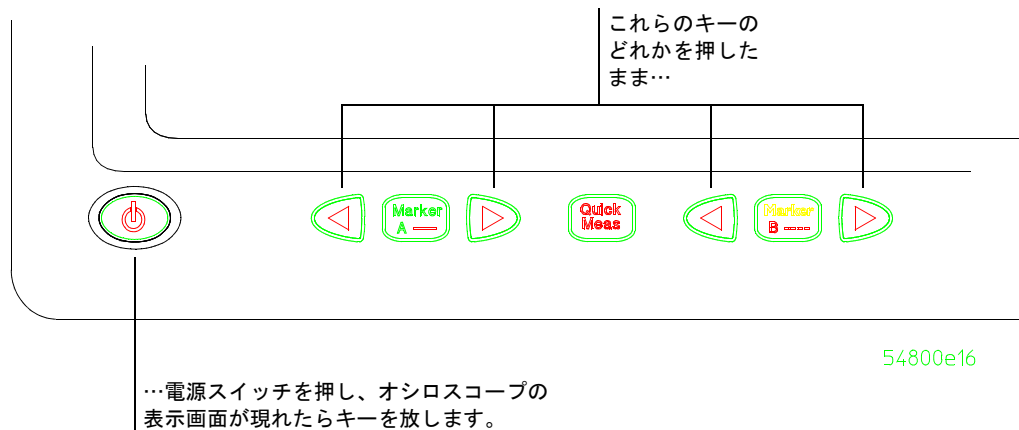 これらのキーの
どれかを押した
まま…
Marker
A —
Quick
Meas
Marker
B ----
54800e16
…電源スイッチを押し、オシロスコープの
表示画面が現れたらキーを放します。